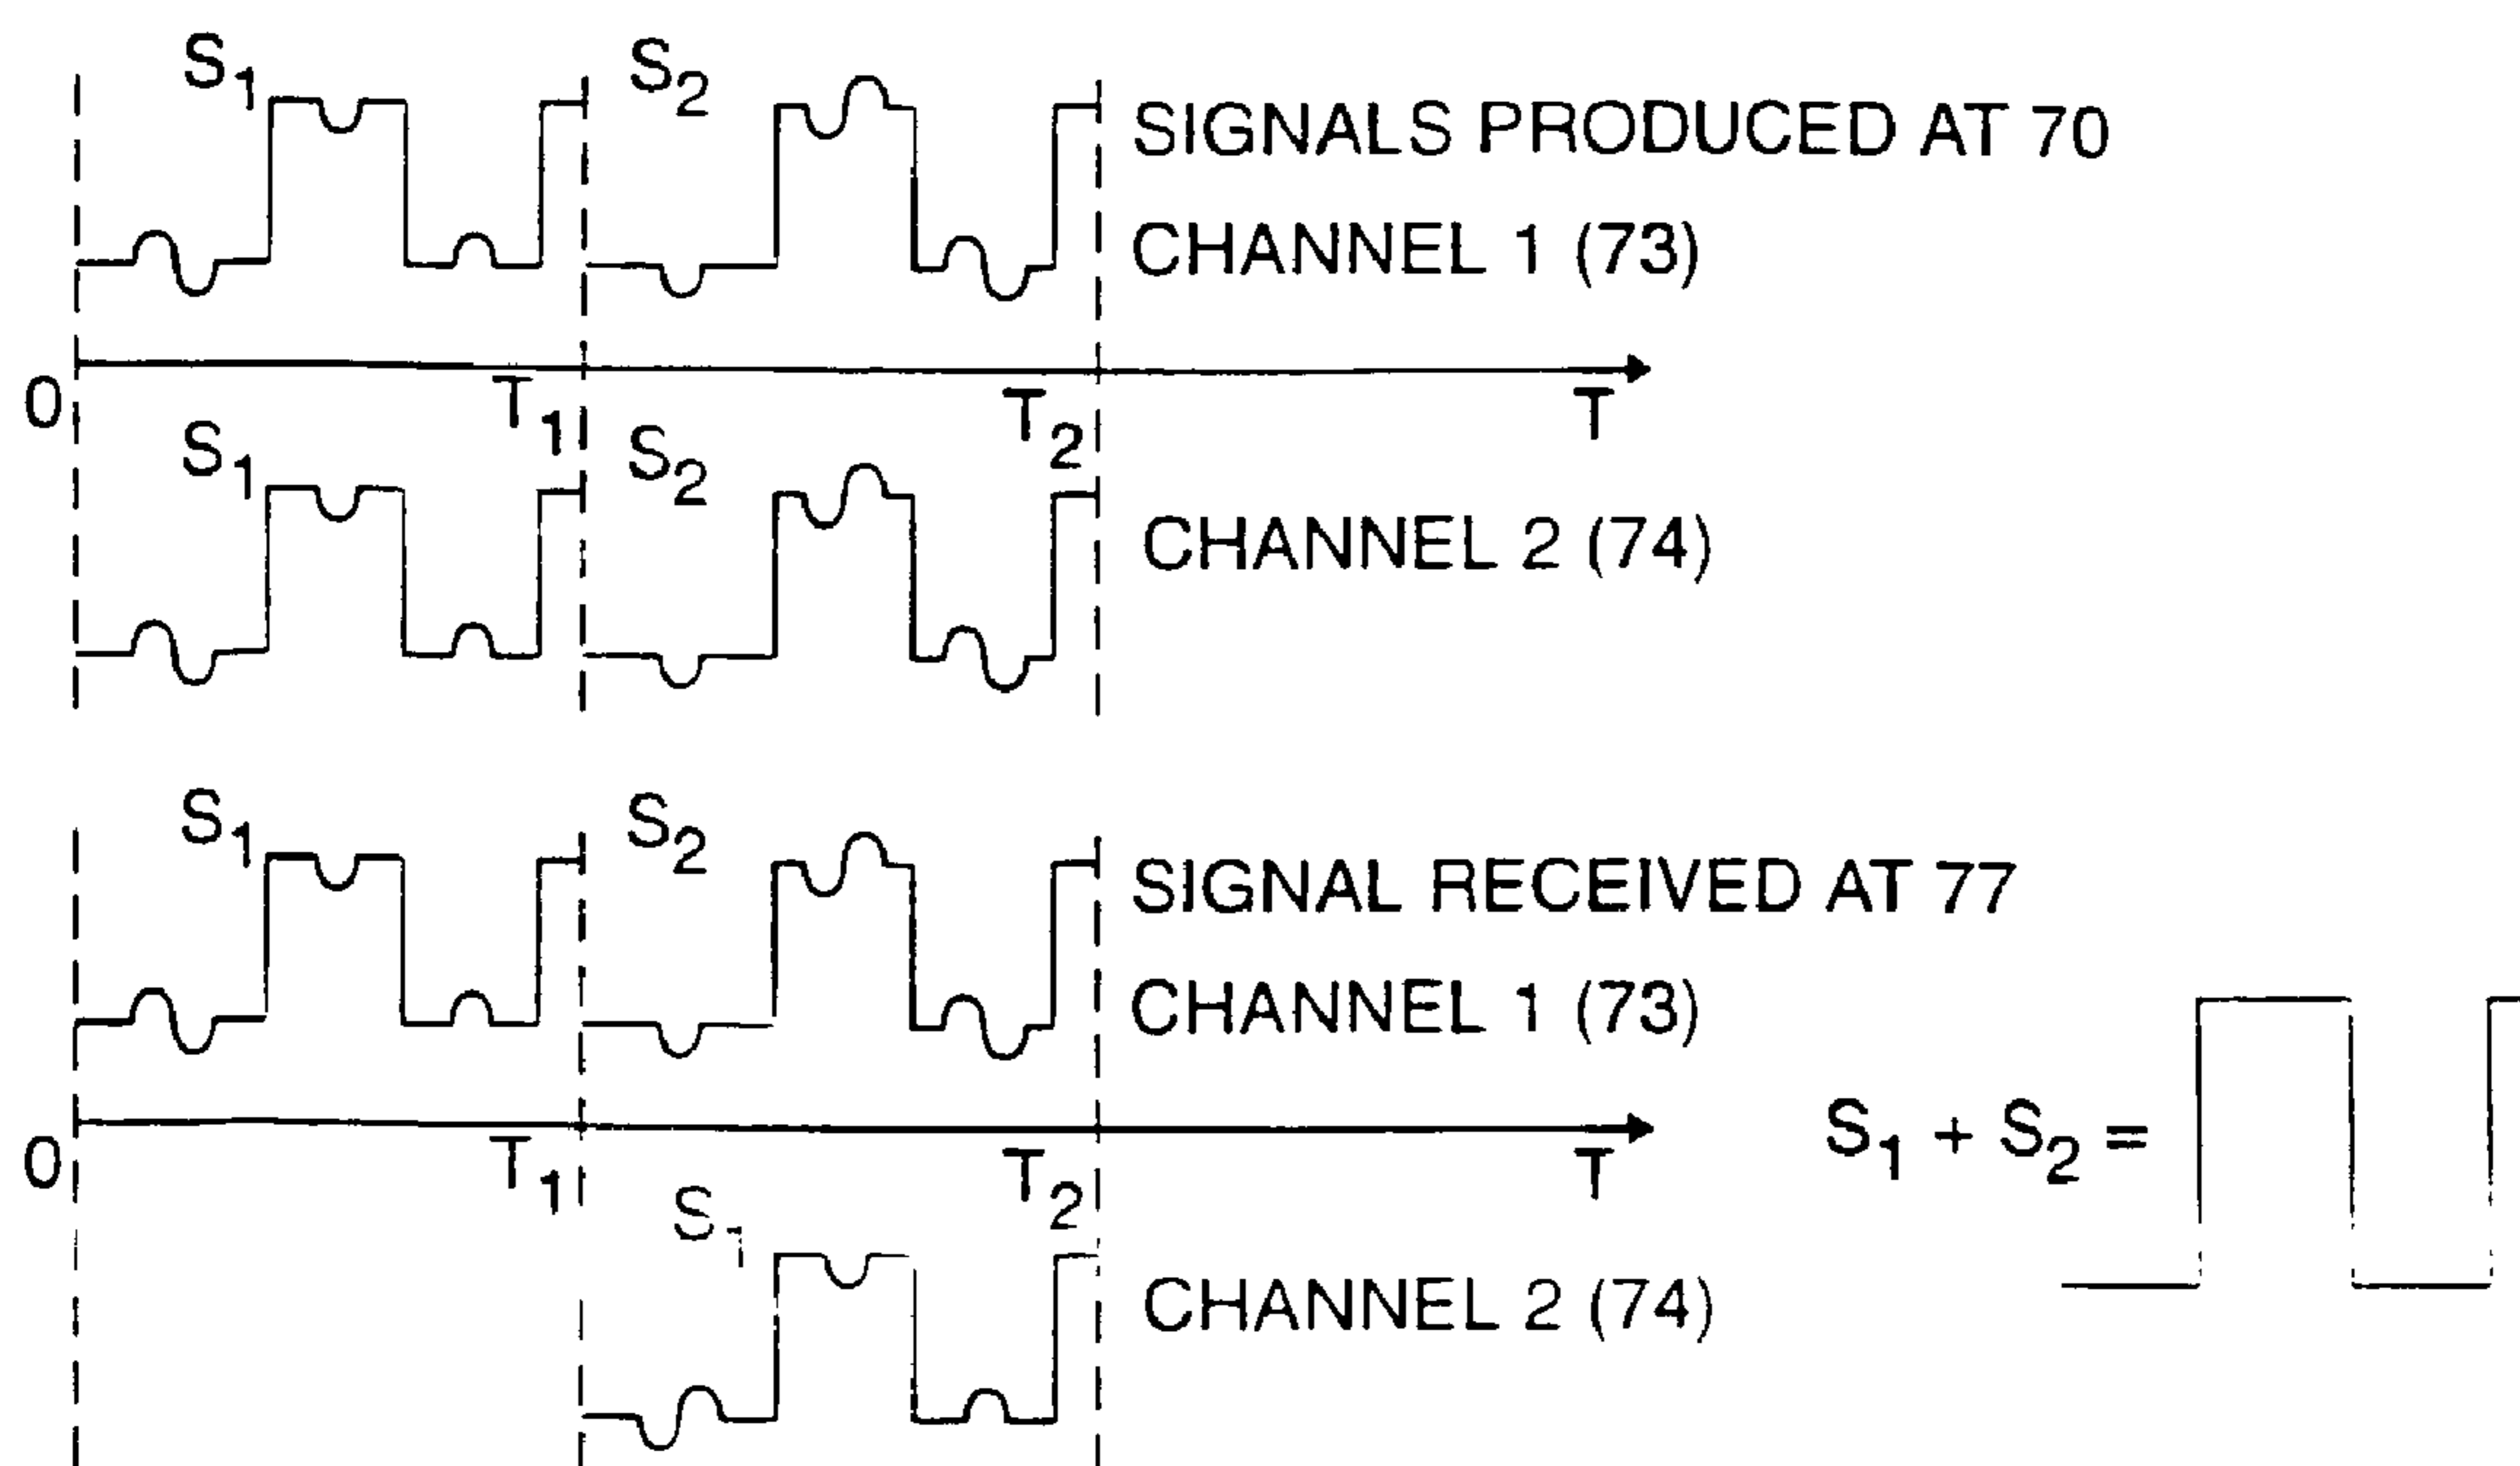 S1 S2
SIGNALS PRODUCED AT 70
CHANNEL 1 (73)
0 T1 T2 T
S1 S2
CHANNEL 2 (74)
S1 S2
SIGNAL RECEIVED AT 77
CHANNEL 1 (73)
S1 + S2 =
0 T1 T2 T
S1
CHANNEL 2 (74)